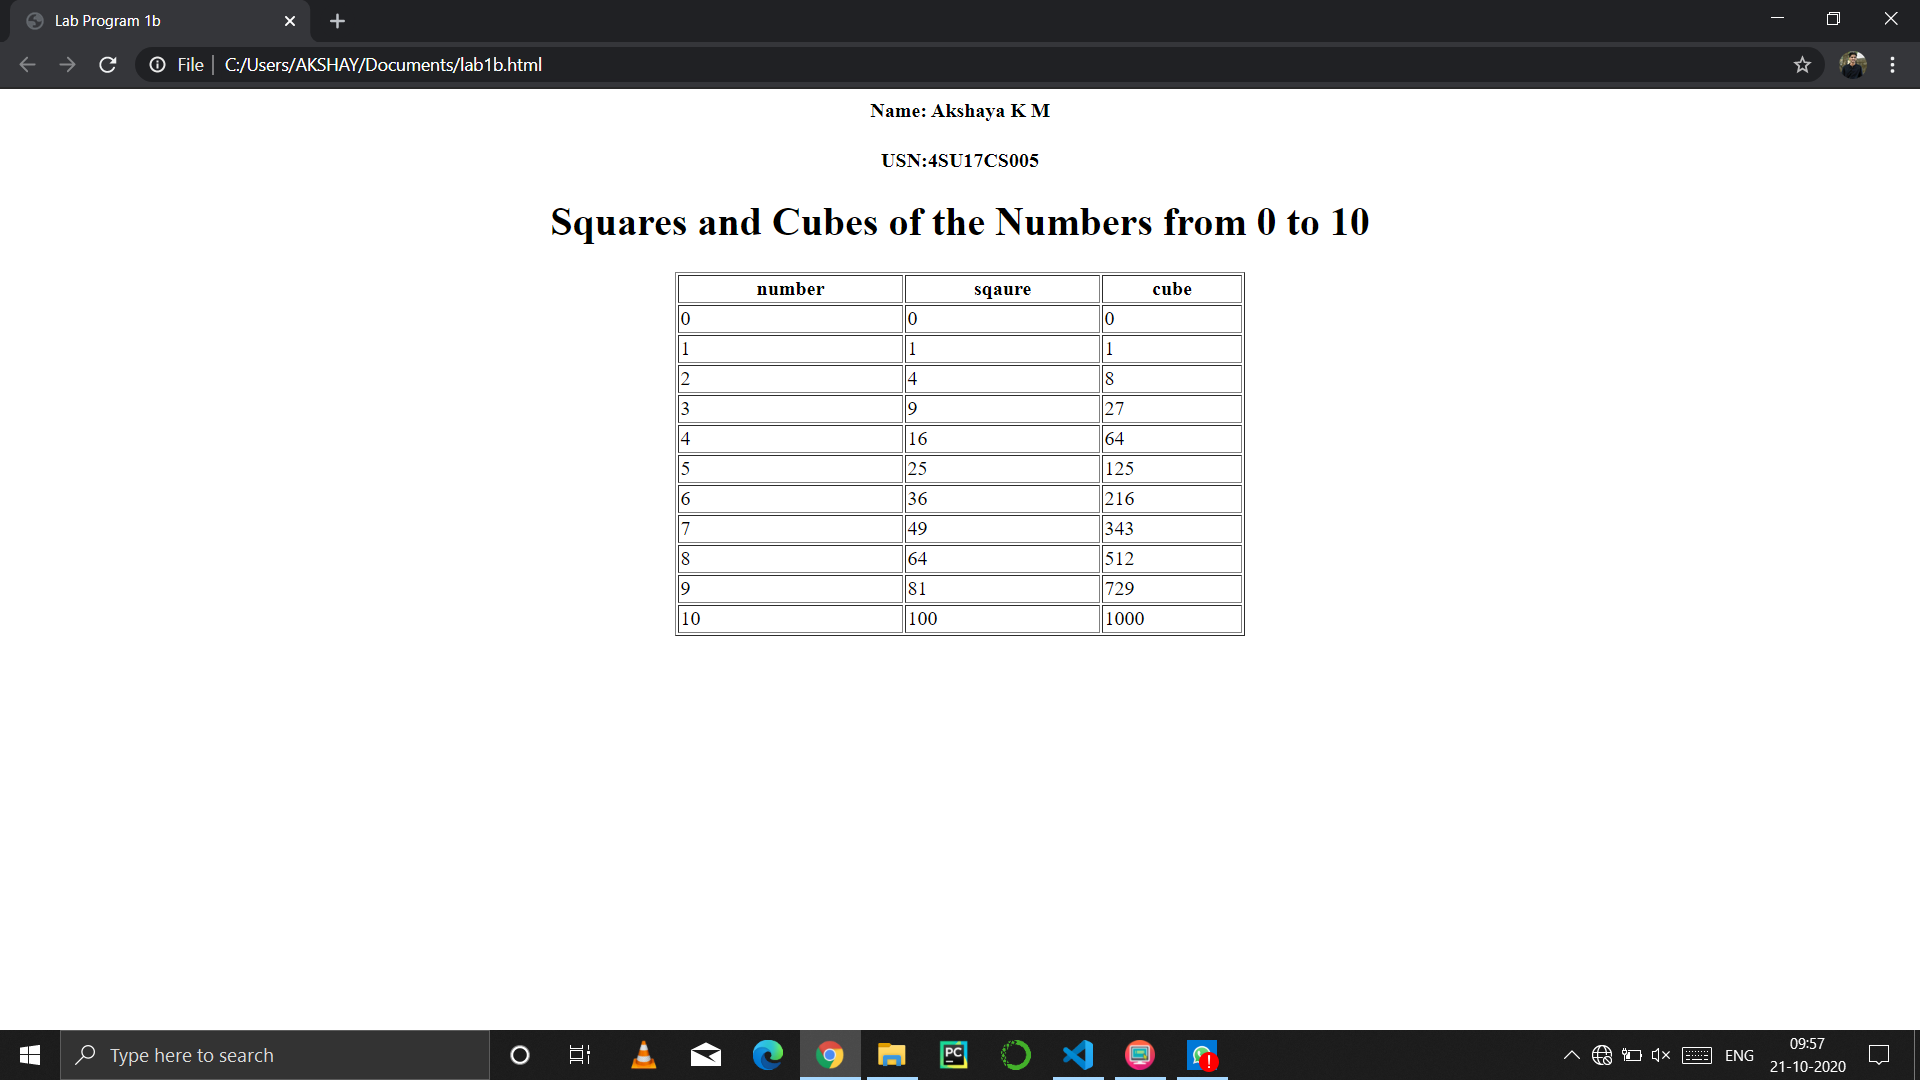 Lab Program 1b
File C:/Users/AKSHAY/Documents/lab1b.html
Name: Akshaya K M
USN:4SU17CS005
Squares and Cubes of the Numbers from 0 to 10
number sqaure cube
0 0 0
1 1 1
2 4 8
3 9 27
4 16 64
5 25 125
6 36 216
7 49 343
8 64 512
9 81 729
10 100 1000
Type here to search
PC
ENG
09:57
21-10-2020